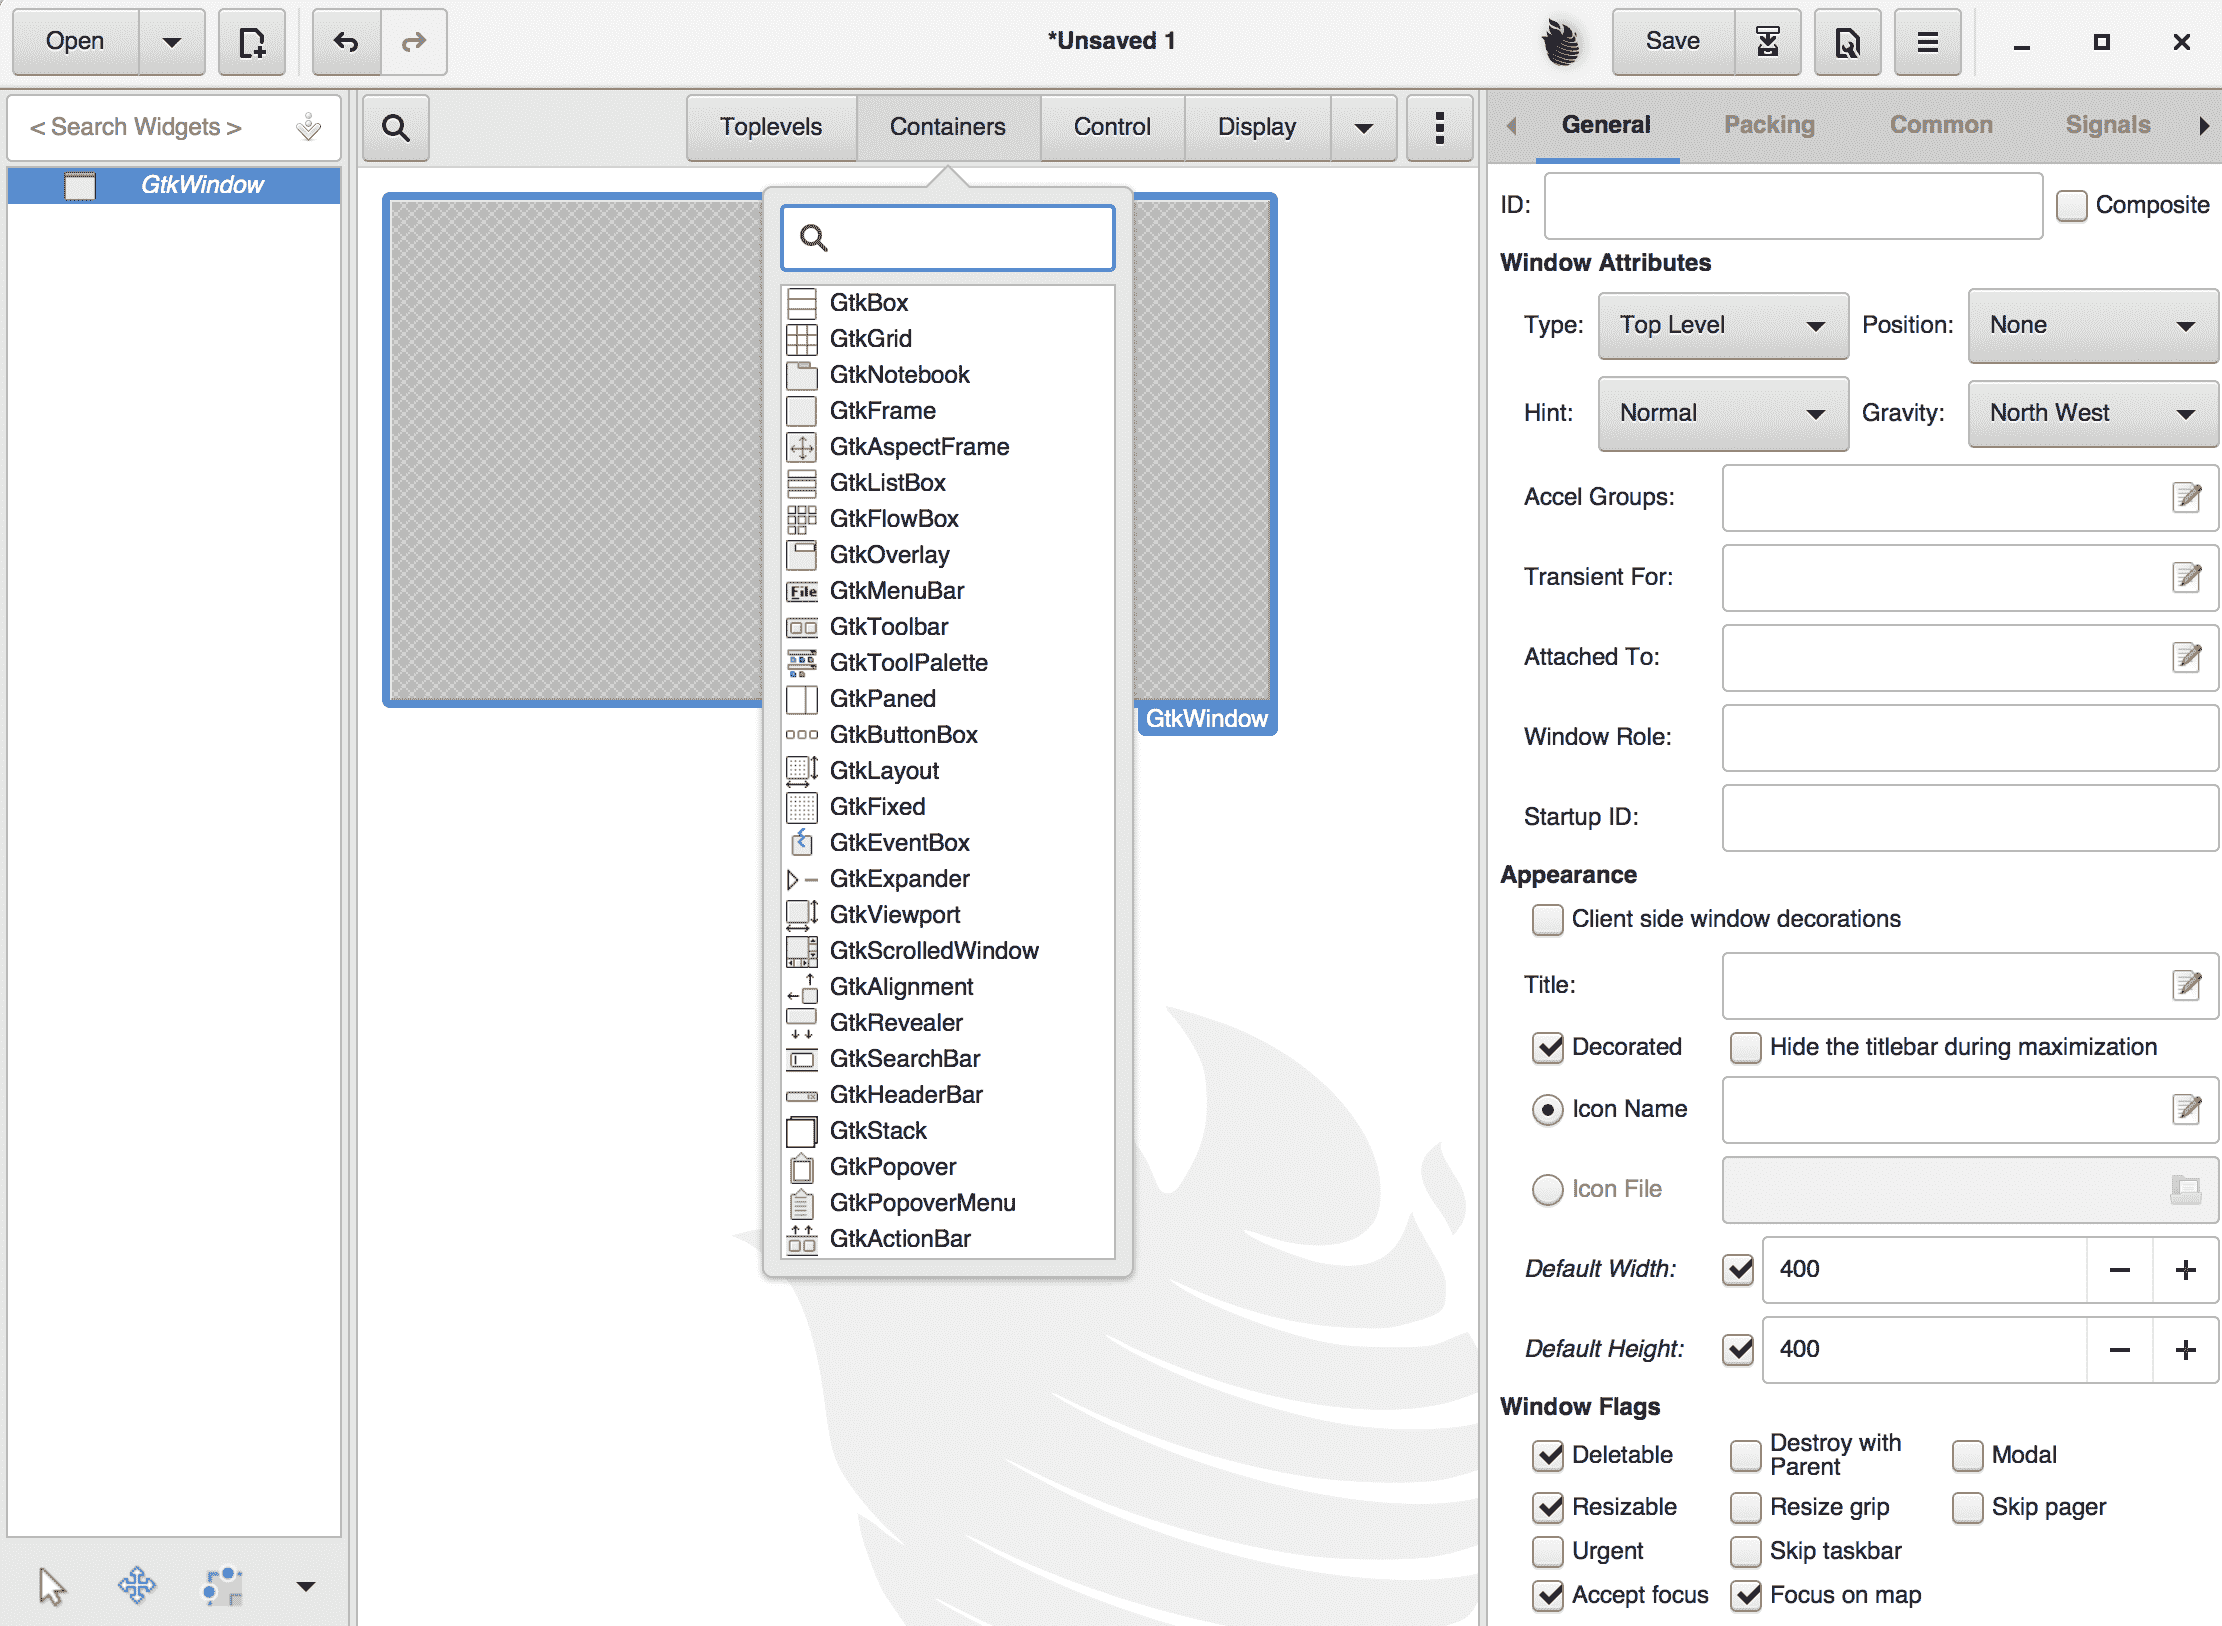 Open
*Unsaved 1
Save
< Search Widgets >
GtkWindow
Toplevels Containers Control Display
GtkBox
GtkGrid
GtkNotebook
GtkFrame
GtkAspectFrame
GtkListBox
GtkFlowBox
GtkOverlay
File GtkMenuBar
GtkToolbar
GtkToolPalette
GtkPaned
GtkButtonBox
GtkLayout
GtkFixed
GtkEventBox
GtkExpander
GtkViewport
GtkScrolledWindow
GtkAlignment
GtkRevealer
GtkSearchBar
GtkHeaderBar
GtkStack
GtkPopover
GtkPopoverMenu
GtkActionBar
GtkWindow
General Packing Common Signals
ID: Composite
Window Attributes
Type: Top Level Position: None
Hint: Normal Gravity: North West
Accel Groups:
Transient For:
Attached To:
Window Role:
Startup ID:
Appearance
Client side window decorations
Title:
Decorated Hide the titlebar during maximization
Icon Name
Icon File
Default Width: 400
Default Height: 400
Window Flags
Deletable Destroy with Parent Modal
Resizable Resize grip Skip pager
Urgent Skip taskbar
Accept focus Focus on map